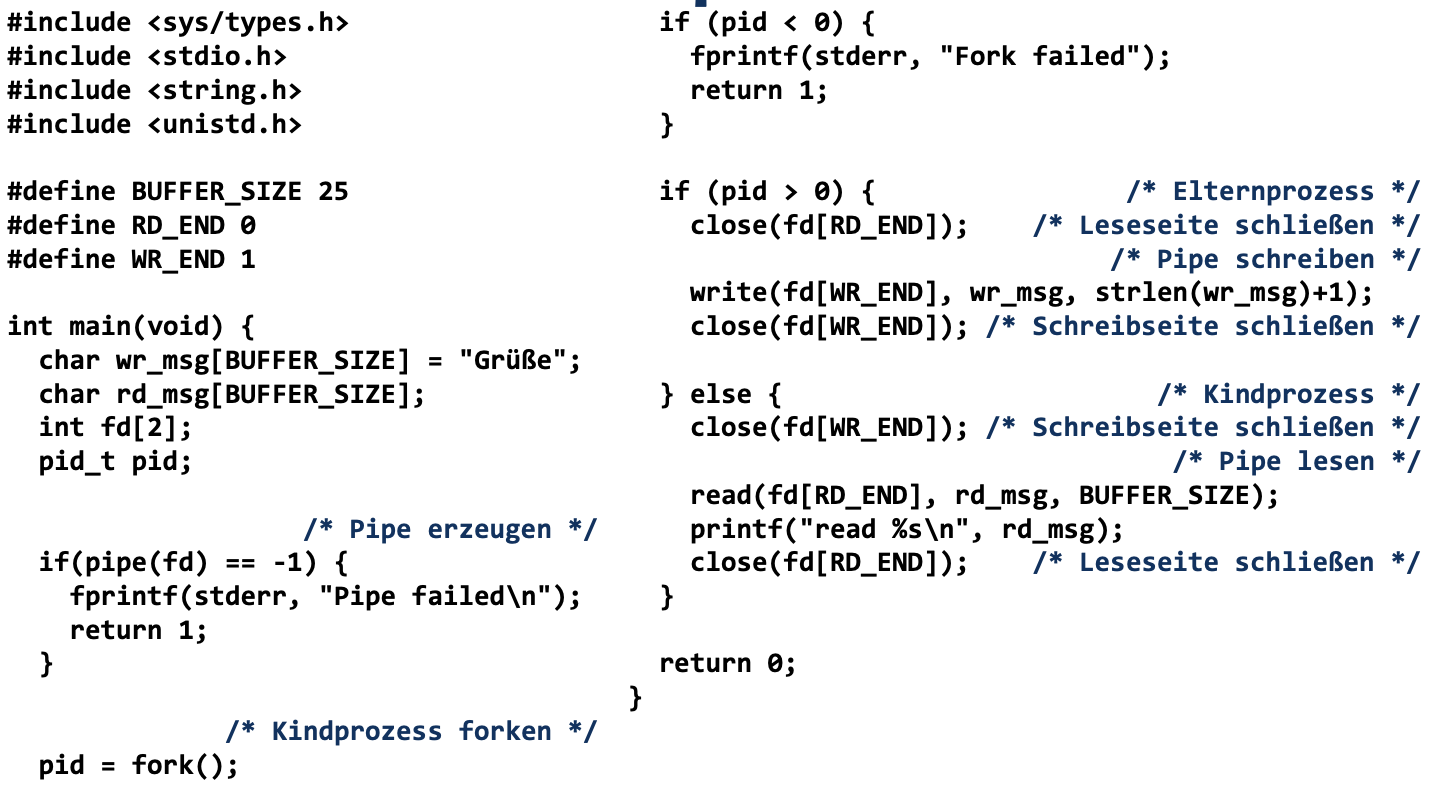 #include <sys/types.h>
#include <stdio.h>
#include <string.h>
#include <unistd.h>

#define BUFFER_SIZE 25
#define RD_END 0
#define WR_END 1

int main(void) {
  char wr_msg[BUFFER_SIZE] = "Grüße";
  char rd_msg[BUFFER_SIZE];
  int fd[2];
  pid_t pid;

                   /* Pipe erzeugen */
  if(pipe(fd) == -1) {
    fprintf(stderr, "Pipe failed\n");
    return 1;
  }

              /* Kindprozess forken */
  pid = fork();

  if (pid < 0) {
    fprintf(stderr, "Fork failed");
    return 1;
  }

  if (pid > 0) {                /* Elternprozess */
    close(fd[RD_END]);    /* Leseseite schließen */
                               /* Pipe schreiben */
    write(fd[WR_END], wr_msg, strlen(wr_msg)+1);
    close(fd[WR_END]); /* Schreibseite schließen */

  } else {                        /* Kindprozess */
    close(fd[WR_END]); /* Schreibseite schließen */
                                   /* Pipe lesen */
    read(fd[RD_END], rd_msg, BUFFER_SIZE);
    printf("read %s\n", rd_msg);
    close(fd[RD_END]);    /* Leseseite schließen */
  }

  return 0;
}